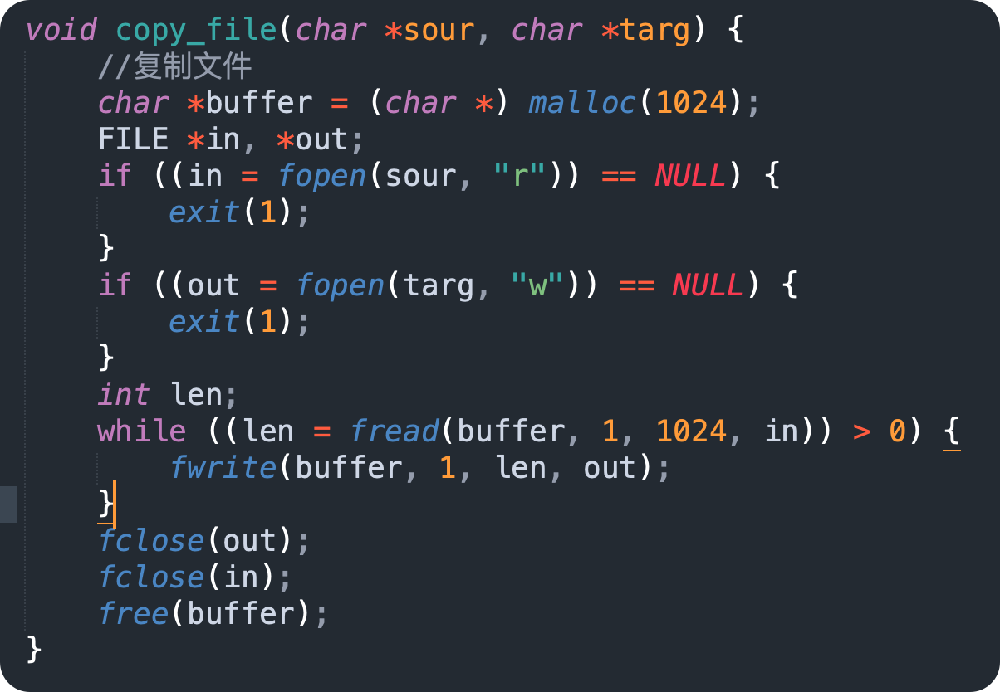 void copy_file(char *sour, char *targ) {
    //复制文件
    char *buffer = (char *) malloc(1024);
    FILE *in, *out;
    if ((in = fopen(sour, "r")) == NULL) {
        exit(1);
    }
    if ((out = fopen(targ, "w")) == NULL) {
        exit(1);
    }
    int len;
    while ((len = fread(buffer, 1, 1024, in)) > 0) {
        fwrite(buffer, 1, len, out);
    }
    fclose(out);
    fclose(in);
    free(buffer);
}